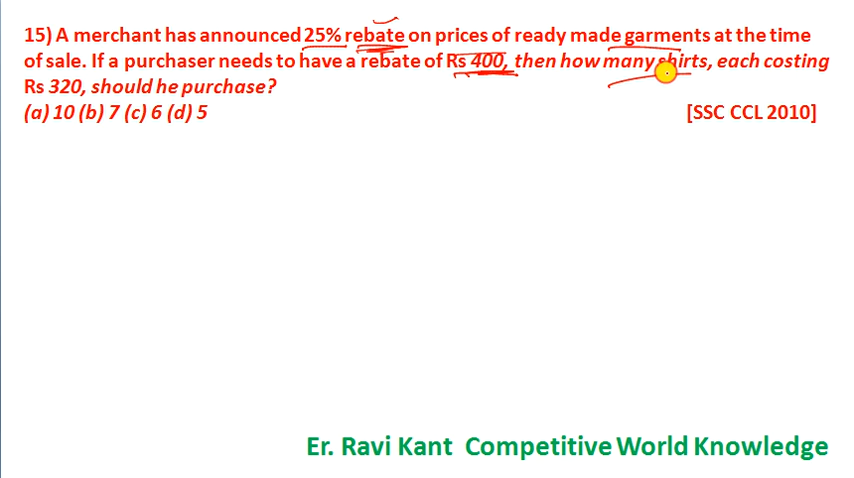 15) A merchant has announced 25% rebate on prices of ready made garments at the time
of sale. If a purchaser needs to have a rebate of Rs 400, then how many shirts, each costing
Rs 320, should he purchase?
(a) 10 (b) 7 (c) 6 (d) 5 [SSC CCL 2010]
Er. Ravi Kant Competitive World Knowledge